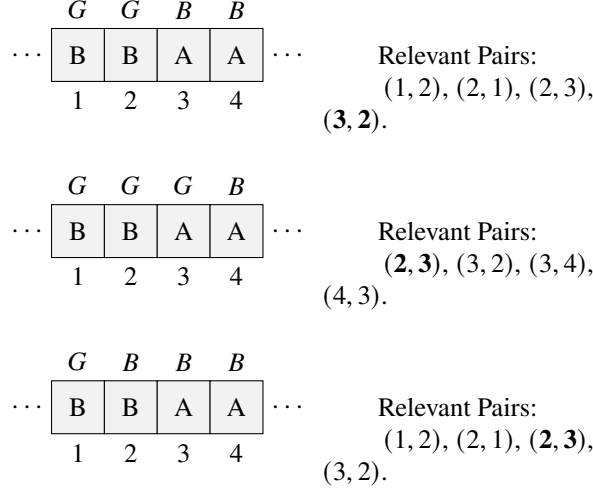 G G B B
··· B B A A ···
1 2 3 4
Relevant Pairs:
(1, 2), (2, 1), (2, 3),
(3, 2).
G G G B
··· B B A A ···
1 2 3 4
Relevant Pairs:
(2, 3), (3, 2), (3, 4),
(4, 3).
G B B B
··· B B A A ···
1 2 3 4
Relevant Pairs:
(1, 2), (2, 1), (2, 3),
(3, 2).